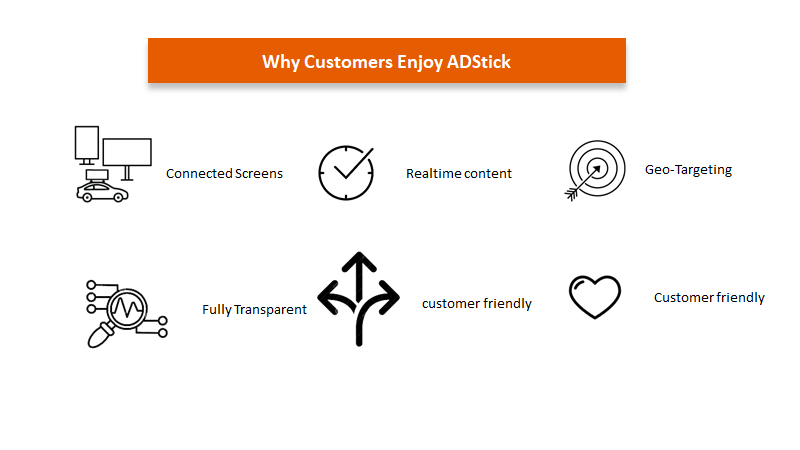 Why Customers Enjoy ADStick
Connected Screens
Realtime content
Geo-Targeting
Fully Transparent
customer friendly
Customer friendly